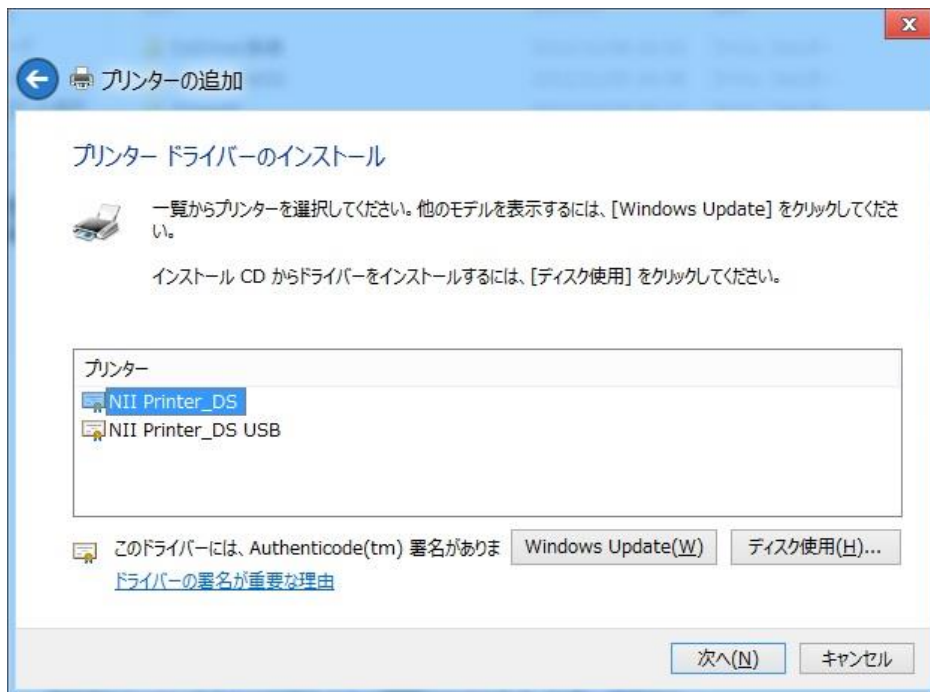 x
プリンターの追加
プリンター ドライバーのインストール
一覧からプリンターを選択してください。他のモデルを表示するには、[Windows Update] をクリックしてくださ
い。
インストール CD からドライバーをインストールするには、[ディスク使用] をクリックしてください。
プリンター
NII Printer_DS
NII Printer_DS USB
このドライバーには、Authenticode(tm) 署名がありま
Windows Update(W)
ディスク使用(H)...
ドライバーの署名が重要な理由
次へ(N)
キャンセル